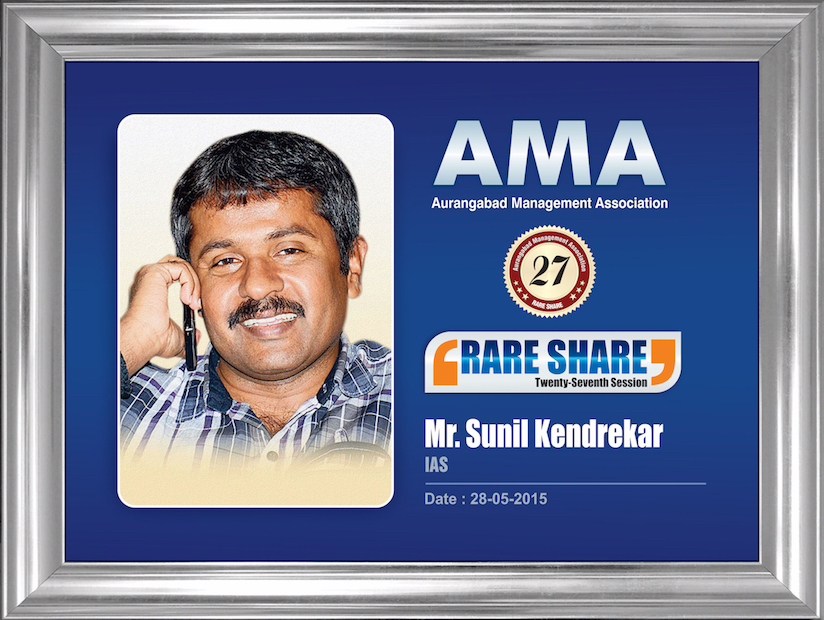 AMA
Aurangabad Management Association
Aurangabad Management Association
27
RARE SHARE
RARE SHARE
Twenty-Seventh Session
Mr. Sunil Kendrekar
IAS
Date : 28-05-2015